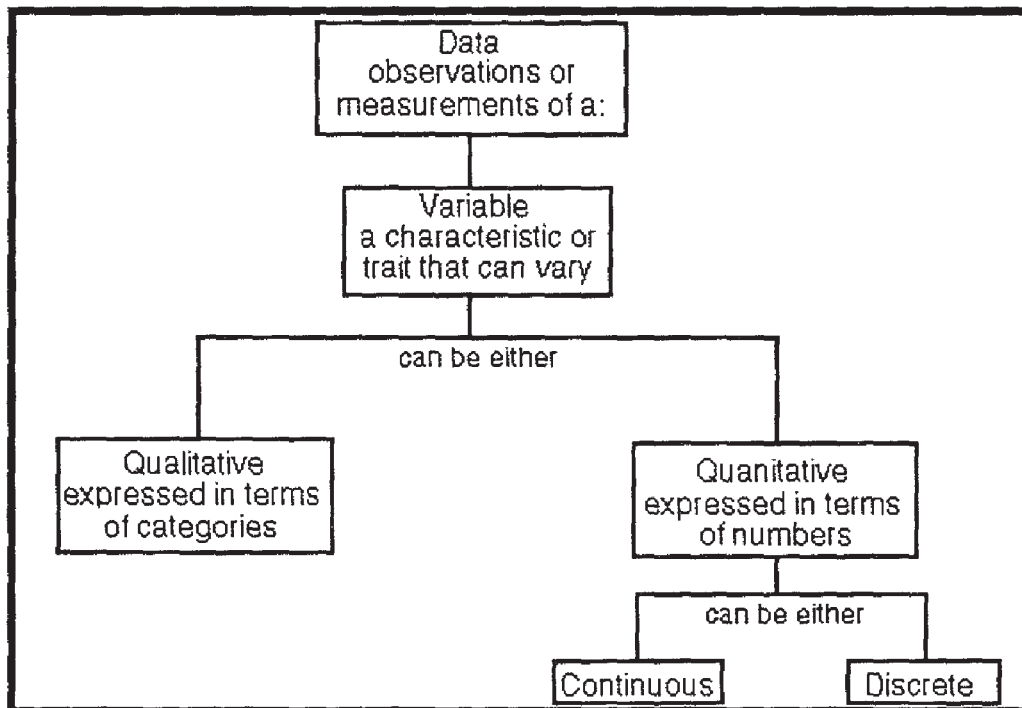 Data
observations or
measurements of a:
Variable
a characteristic or
trait that can vary
can be either
Qualitative
expressed in terms
of categories
Quanitative
expressed in terms
of numbers
can be either
Continuous
Discrete